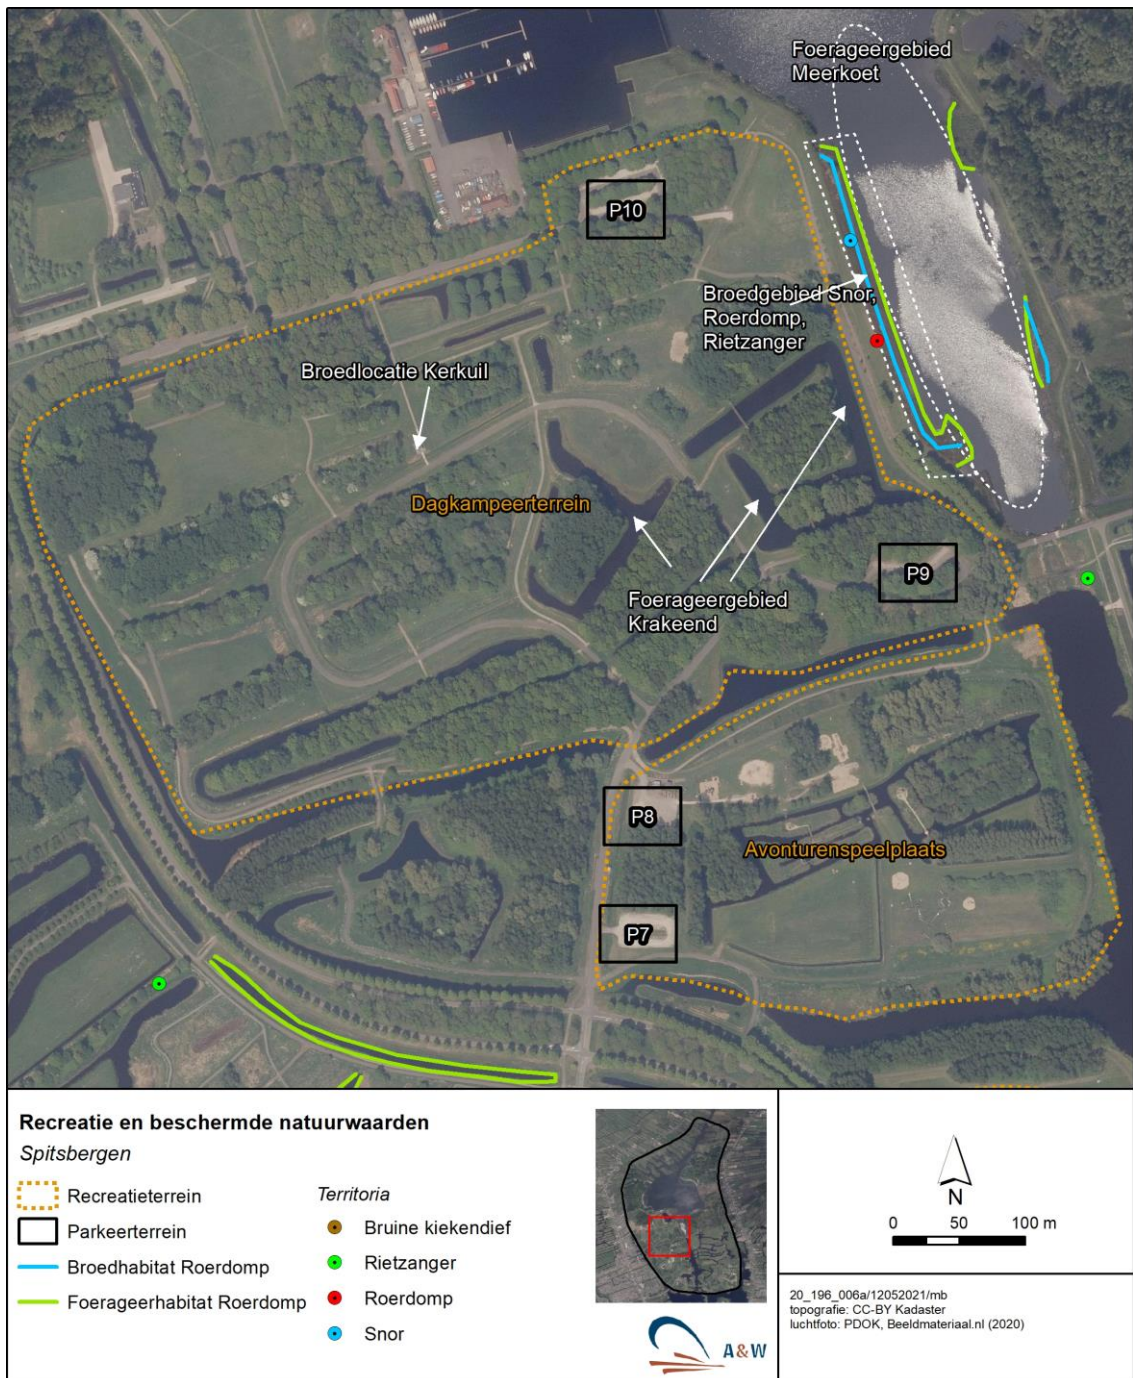 Foerageergebied
Meerkoet
P10
Broedgebied Snor,
Roerdomp,
Rietzanger
Broedlocatie Kerkuil
Dagkampeerterrein
P9
Foerageergebied
Krakeend
P8
Avonturenspeelplaats
P7
Recreatie en beschermde natuurwaarden
Spitsbergen
Recreatieterrein
Parkeerterrein
Broedhabitat Roerdomp
Foerageerhabitat Roerdomp
Territoria
Bruine kiekendief
Rietzanger
Roerdomp
Snor
A&W
N
0 50 100 m
20_196_006a/12052021/mb
topografie: CC-BY Kadaster
luchtfoto: PDOK, Beeldmateriaal.nl (2020)